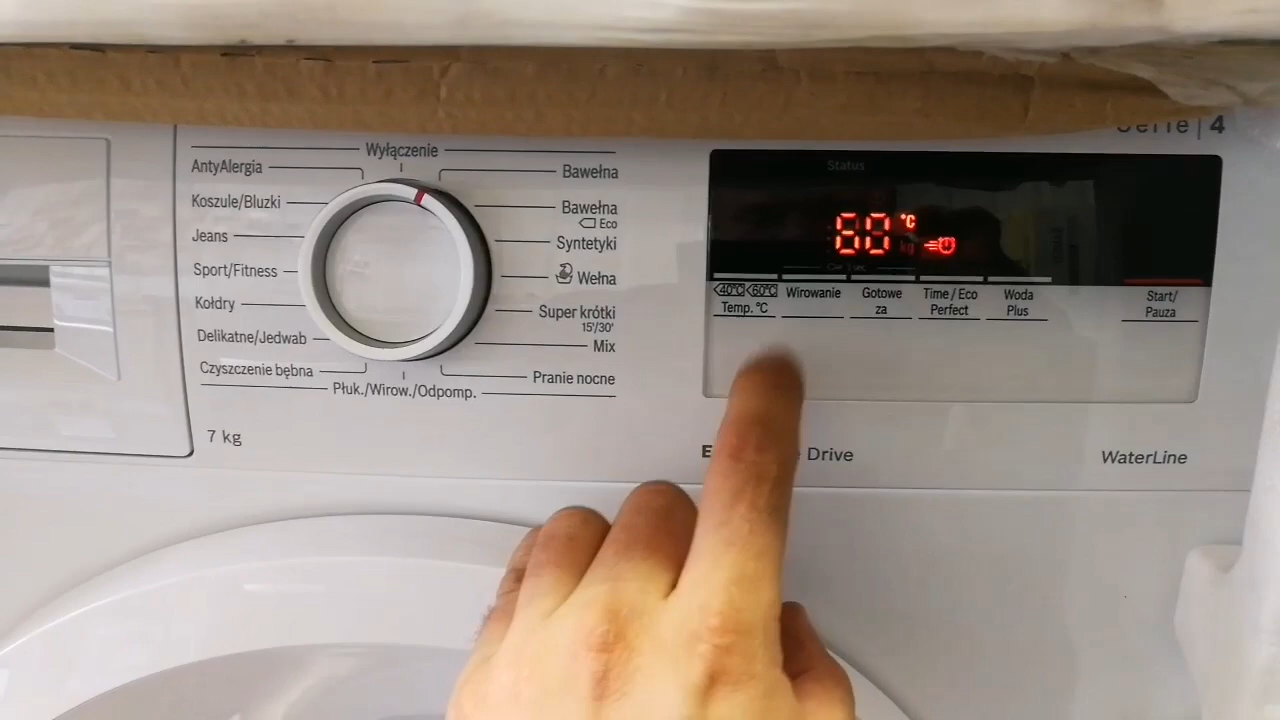 Serie | 4
Wyłączenie
AntyAlergia
Koszule/Bluzki
Jeans
Sport/Fitness
Kołdry
Delikatne/Jedwab
Czyszczenie bębna
Płuk./Wirow./Odpomp.
Bawełna
Bawełna
Eco
Syntetyki
Wełna
Super krótki
15'/30'
Mix
Pranie nocne
7 kg
Status
°C
kg
40°C 60°C
Temp. °C
Wirowanie
Gotowe
za
Time / Eco
Perfect
Woda
Plus
Start/
Pauza
Drive
WaterLine